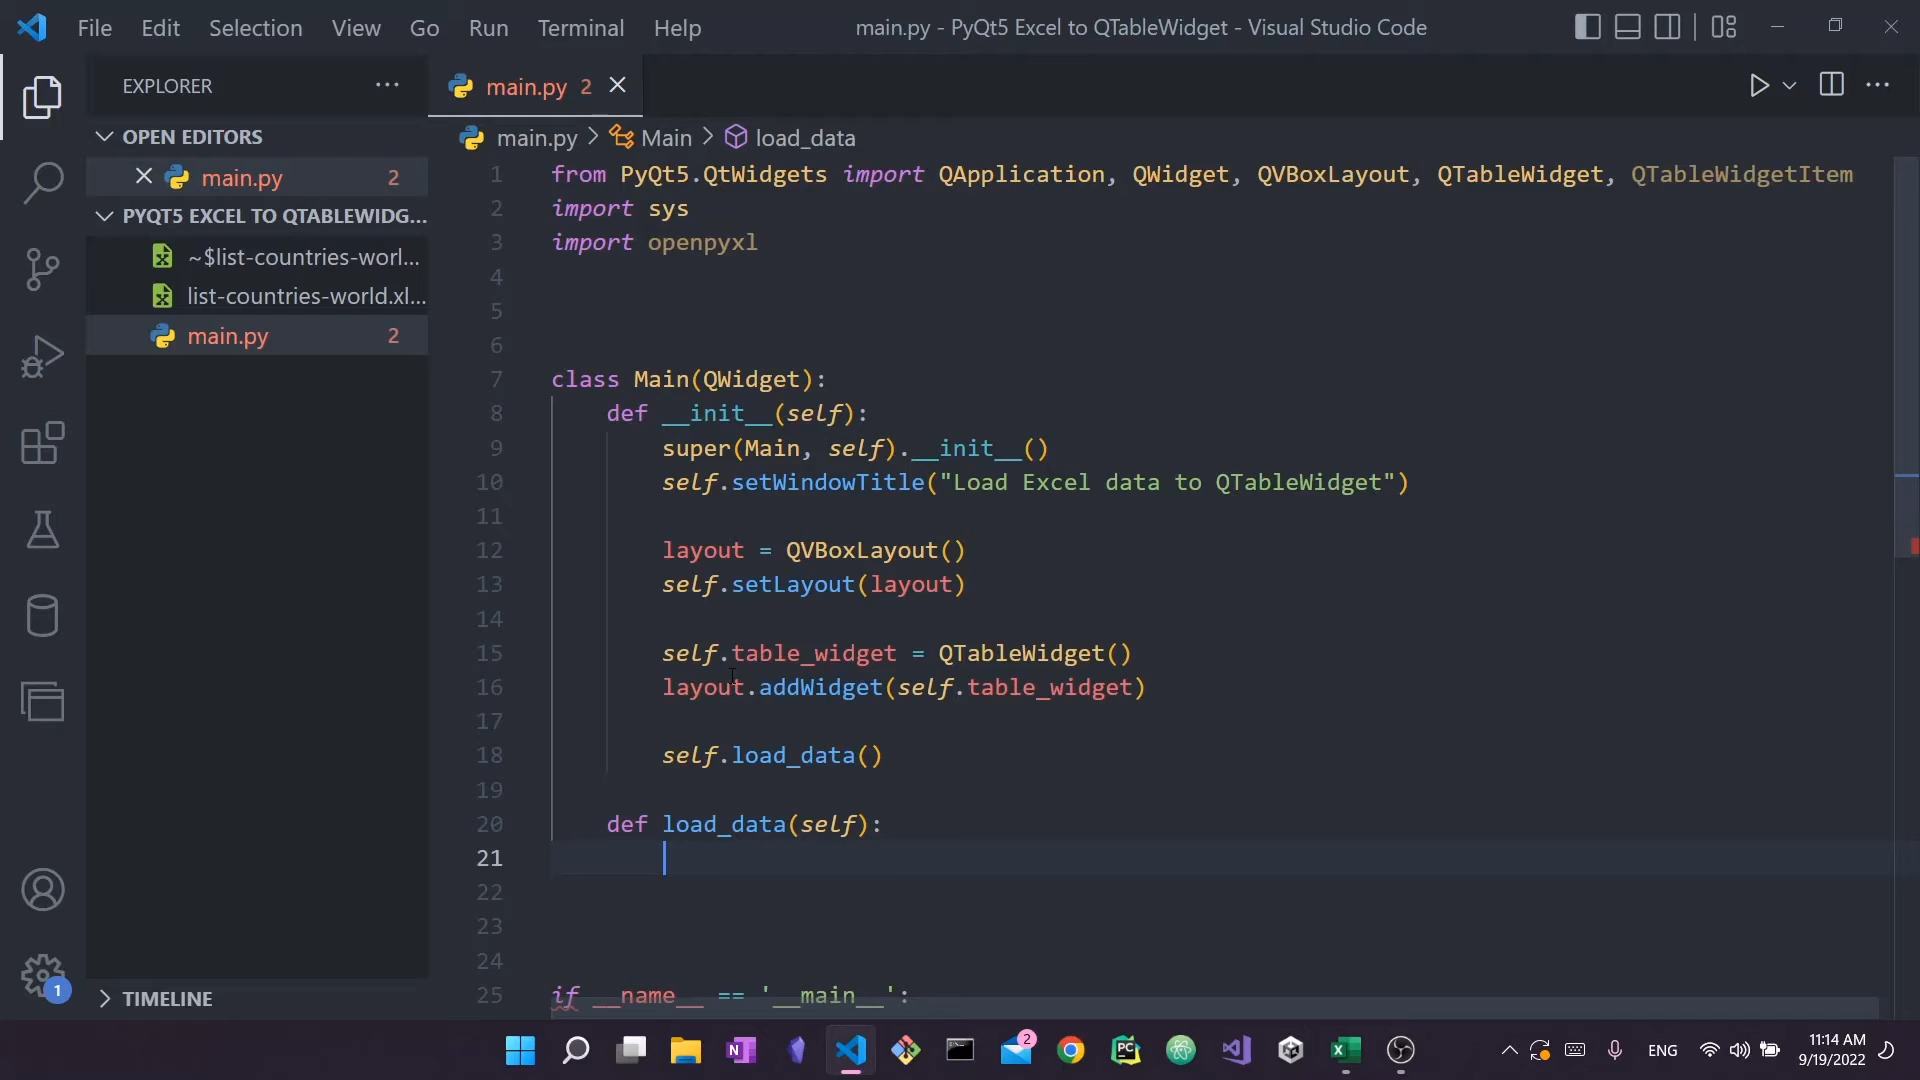 File Edit Selection View Go Run Terminal Help main.py - PyQt5 Excel to QTableWidget - Visual Studio Code
EXPLORER
main.py 2
OPEN EDITORS
main.py > Main > load_data
main.py 2
PYQT5 EXCEL TO QTABLEWIDG...
~$list-countries-worl...
list-countries-world.xl...
main.py 2
1 from PyQt5.QtWidgets import QApplication, QWidget, QVBoxLayout, QTableWidget, QTableWidgetItem
2 import sys
3 import openpyxl
4
5
6
7 class Main(QWidget):
8 def __init__(self):
9 super(Main, self).__init__()
10 self.setWindowTitle("Load Excel data to QTableWidget")
11
12 layout = QVBoxLayout()
13 self.setLayout(layout)
14
15 self.table_widget = QTableWidget()
16 layout.addWidget(self.table_widget)
17
18 self.load_data()
19
20 def load_data(self):
21
22
23
24
25 if __name__ == '__main__':
1
TIMELINE
N
2
PC
X
ENG
11:14 AM
9/19/2022